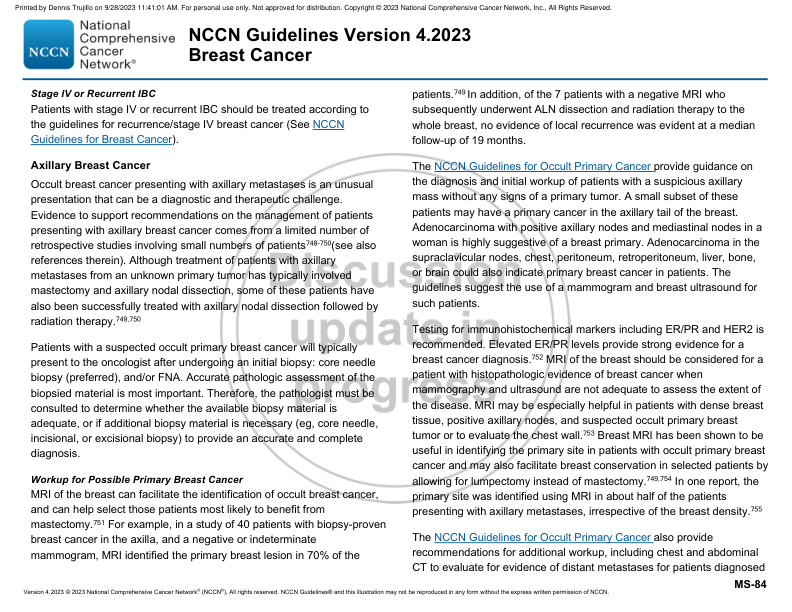 Printed by Dennis Trujillo on 9/28/2023 11:41:01 AM. For personal use only. Not approved for distribution. Copyright © 2023 National Comprehensive Cancer Network, Inc., All Rights Reserved.
NCCN
National
Comprehensive
Cancer
Network®
NCCN Guidelines Version 4.2023
Breast Cancer
Stage IV or Recurrent IBC
Patients with stage IV or recurrent IBC should be treated according to
the guidelines for recurrence/stage IV breast cancer (See NCCN
Guidelines for Breast Cancer).
Axillary Breast Cancer
Occult breast cancer presenting with axillary metastases is an unusual
presentation that can be a diagnostic and therapeutic challenge.
Evidence to support recommendations on the management of patients
presenting with axillary breast cancer comes from a limited number of
retrospective studies involving small numbers of patients748-750(see also
references therein). Although treatment of patients with axillary
metastases from an unknown primary tumor has typically involved
mastectomy and axillary nodal dissection, some of these patients have
also been successfully treated with axillary nodal dissection followed by
radiation therapy.749,750
Patients with a suspected occult primary breast cancer will typically
present to the oncologist after undergoing an initial biopsy: core needle
biopsy (preferred), and/or FNA. Accurate pathologic assessment of the
biopsied material is most important. Therefore, the pathologist must be
consulted to determine whether the available biopsy material is
adequate, or if additional biopsy material is necessary (eg, core needle,
incisional, or excisional biopsy) to provide an accurate and complete
diagnosis.
Workup for Possible Primary Breast Cancer
MRI of the breast can facilitate the identification of occult breast cancer,
and can help select those patients most likely to benefit from
mastectomy.751 For example, in a study of 40 patients with biopsy-proven
breast cancer in the axilla, and a negative or indeterminate
mammogram, MRI identified the primary breast lesion in 70% of the
patients.749 In addition, of the 7 patients with a negative MRI who
subsequently underwent ALN dissection and radiation therapy to the
whole breast, no evidence of local recurrence was evident at a median
follow-up of 19 months.
The NCCN Guidelines for Occult Primary Cancer provide guidance on
the diagnosis and initial workup of patients with a suspicious axillary
mass without any signs of a primary tumor. A small subset of these
patients may have a primary cancer in the axillary tail of the breast.
Adenocarcinoma with positive axillary nodes and mediastinal nodes in a
woman is highly suggestive of a breast primary. Adenocarcinoma in the
supraclavicular nodes, chest, peritoneum, retroperitoneum, liver, bone,
or brain could also indicate primary breast cancer in patients. The
guidelines suggest the use of a mammogram and breast ultrasound for
such patients.
Testing for immunohistochemical markers including ER/PR and HER2 is
recommended. Elevated ER/PR levels provide strong evidence for a
breast cancer diagnosis.752 MRI of the breast should be considered for a
patient with histopathologic evidence of breast cancer when
mammography and ultrasound are not adequate to assess the extent of
the disease. MRI may be especially helpful in patients with dense breast
tissue, positive axillary nodes, and suspected occult primary breast
tumor or to evaluate the chest wall.753 Breast MRI has been shown to be
useful in identifying the primary site in patients with occult primary breast
cancer and may also facilitate breast conservation in selected patients by
allowing for lumpectomy instead of mastectomy.749,754 In one report, the
primary site was identified using MRI in about half of the patients
presenting with axillary metastases, irrespective of the breast density.755
The NCCN Guidelines for Occult Primary Cancer also provide
recommendations for additional workup, including chest and abdominal
CT to evaluate for evidence of distant metastases for patients diagnosed
Discussion
update in
progress
MS-84
Version 4.2023 © 2023 National Comprehensive Cancer Network® (NCCN®), All rights reserved. NCCN Guidelines® and this illustration may not be reproduced in any form without the express written permission of NCCN.